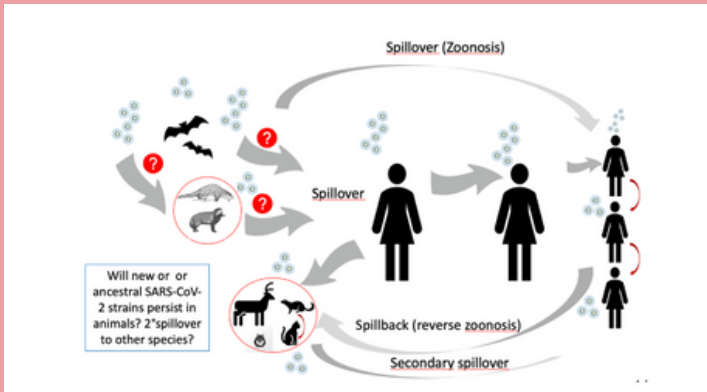 Spillover (Zoonosis)
?
?
?
Spillover
Will new or or
ancestral SARS-CoV-
2 strains persist in
animals? 2°spillover
to other species?
Spillback (reverse zoonosis)
Secondary spillover